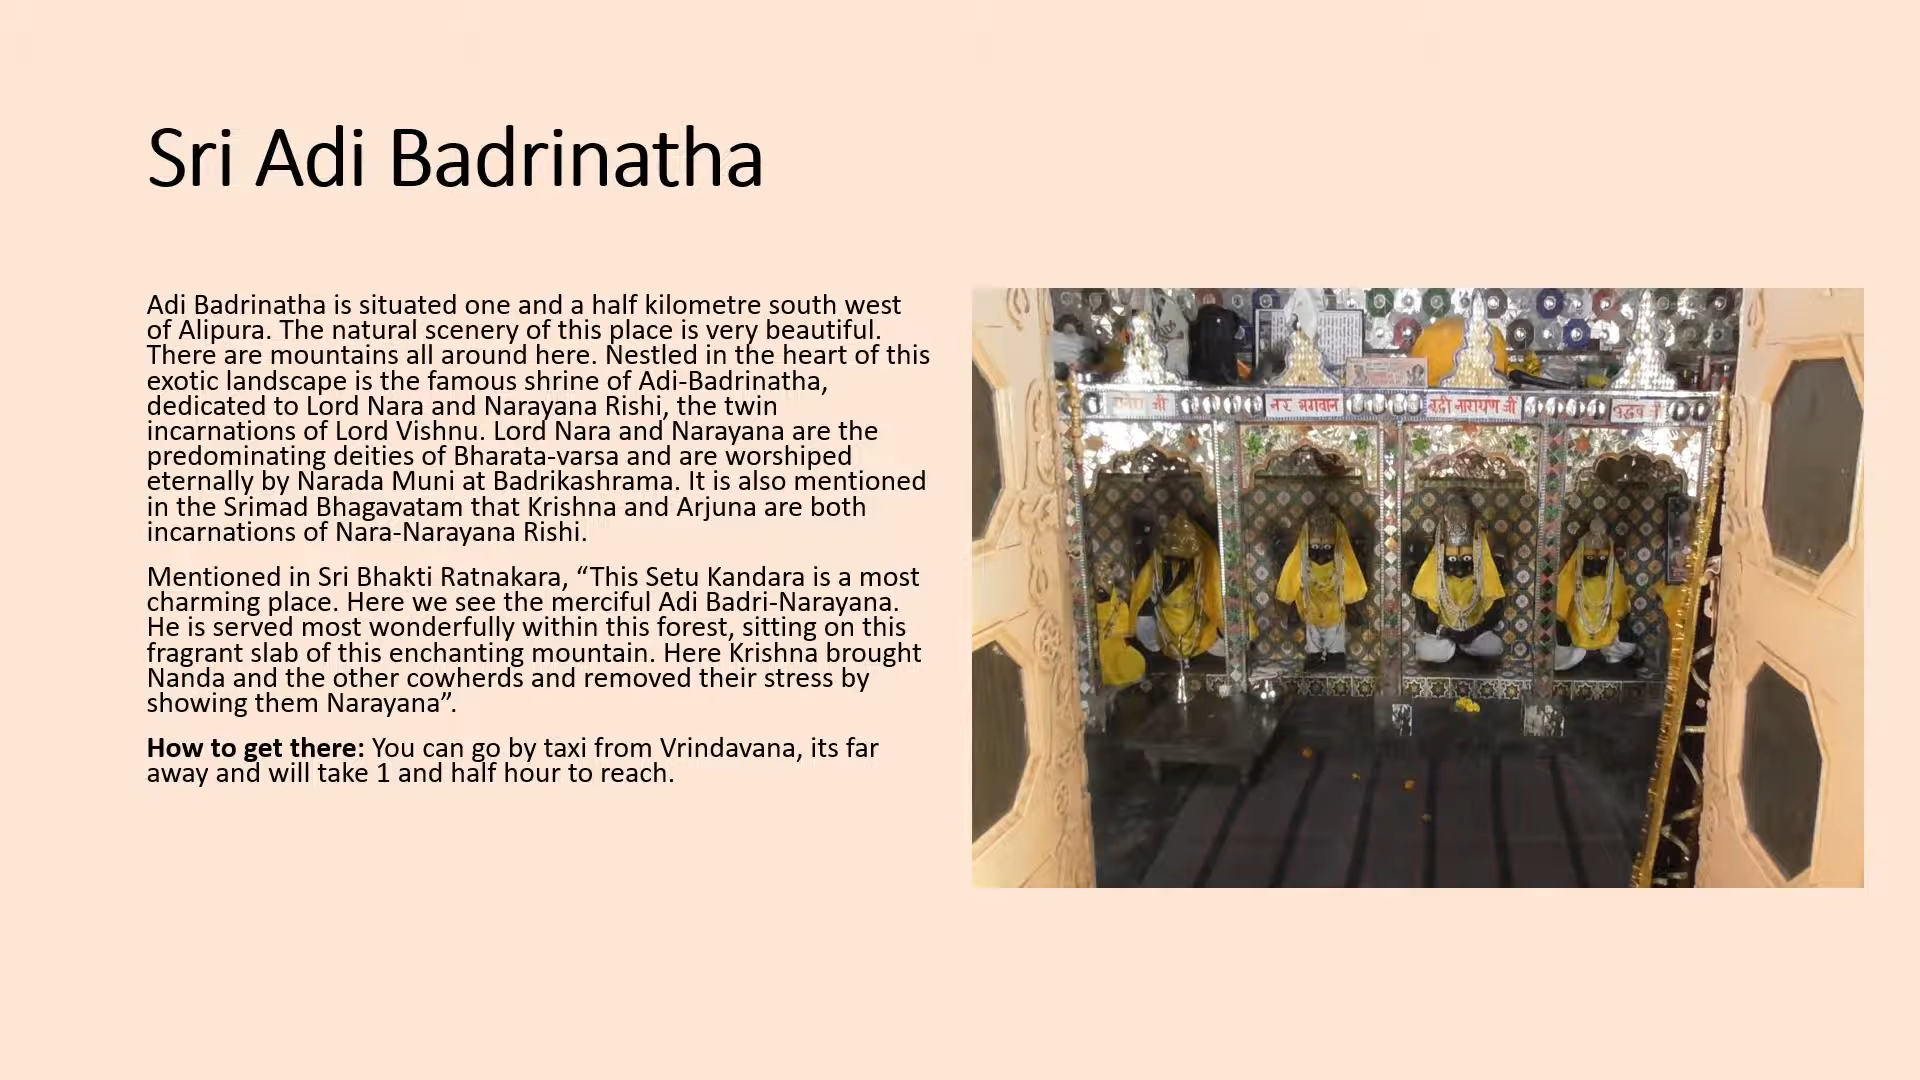 Sri Adi Badrinatha
Adi Badrinatha is situated one and a half kilometre south west
of Alipura. The natural scenery of this place is very beautiful.
There are mountains all around here. Nestled in the heart of this
exotic landscape is the famous shrine of Adi-Badrinatha,
dedicated to Lord Nara and Narayana Rishi, the twin
incarnations of Lord Vishnu. Lord Nara and Narayana are the
predominating deities of Bharata-varsa and are worshiped
eternally by Narada Muni at Badrikashrama. It is also mentioned
in the Srimad Bhagavatam that Krishna and Arjuna are both
incarnations of Nara-Narayana Rishi.
Mentioned in Sri Bhakti Ratnakara, “This Setu Kandara is a most
charming place. Here we see the merciful Adi Badri-Narayana.
He is served most wonderfully within this forest, sitting on this
fragrant slab of this enchanting mountain. Here Krishna brought
Nanda and the other cowherds and removed their stress by
showing them Narayana”.
How to get there: You can go by taxi from Vrindavana, its far
away and will take 1 and half hour to reach.
जी
नर भगवान
बद्री नारायण जी